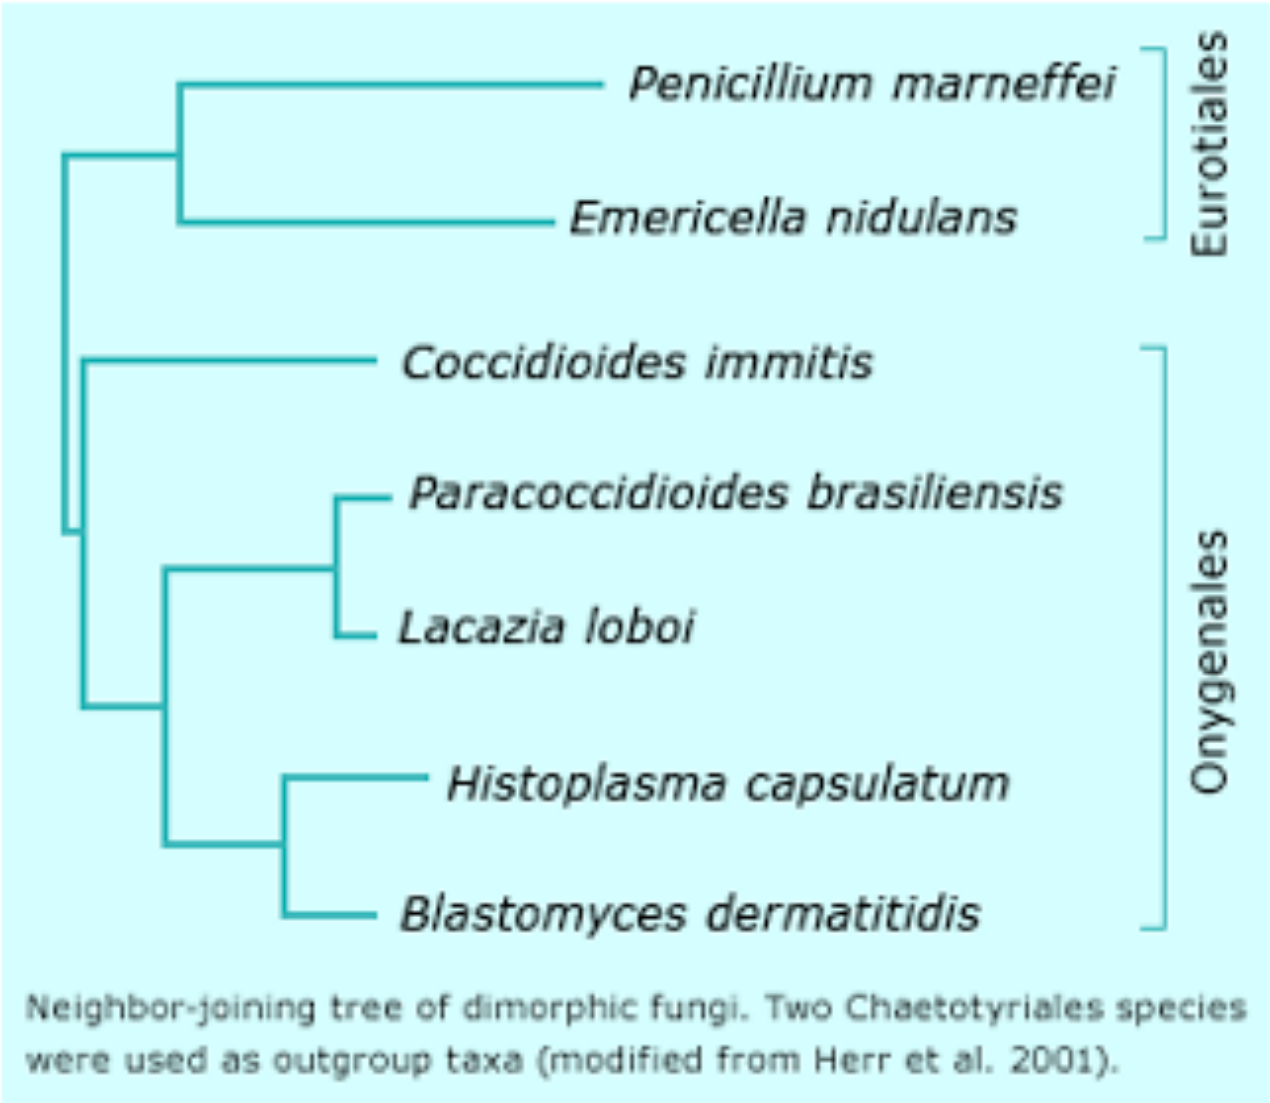 Penicillium marneffei
Emericella nidulans
Eurotiales
Coccidioides immitis
Paracoccidioides brasiliensis
Lacazia loboi
Histoplasma capsulatum
Blastomyces dermatitidis
Onygenales
Neighbor-joining tree of dimorphic fungi. Two Chaetotyriales species
were used as outgroup taxa (modified from Herr et al. 2001).